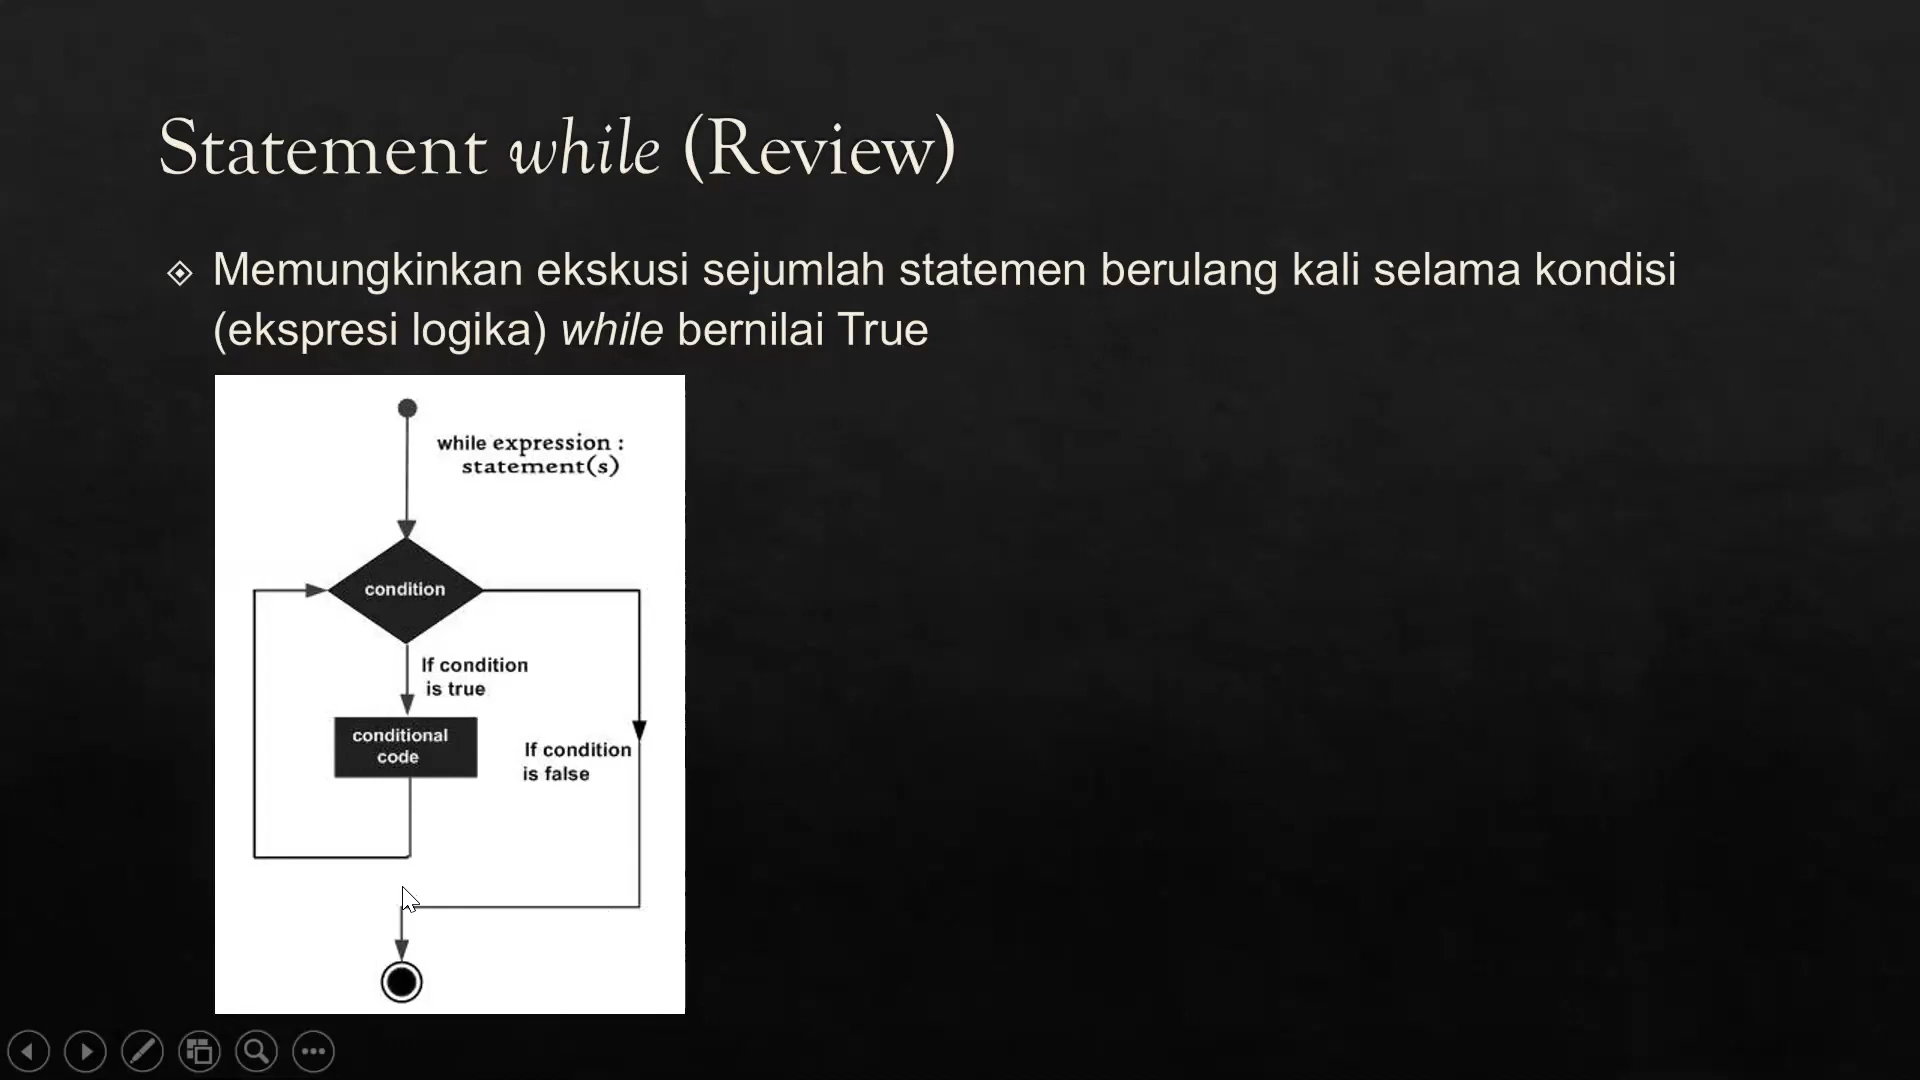 Statement while (Review)
Memungkinkan ekskusi sejumlah statemen berulang kali selama kondisi
(ekspresi logika) while bernilai True
while expression :
statement(s)
condition
If condition
is true
conditional
code
If condition
is false